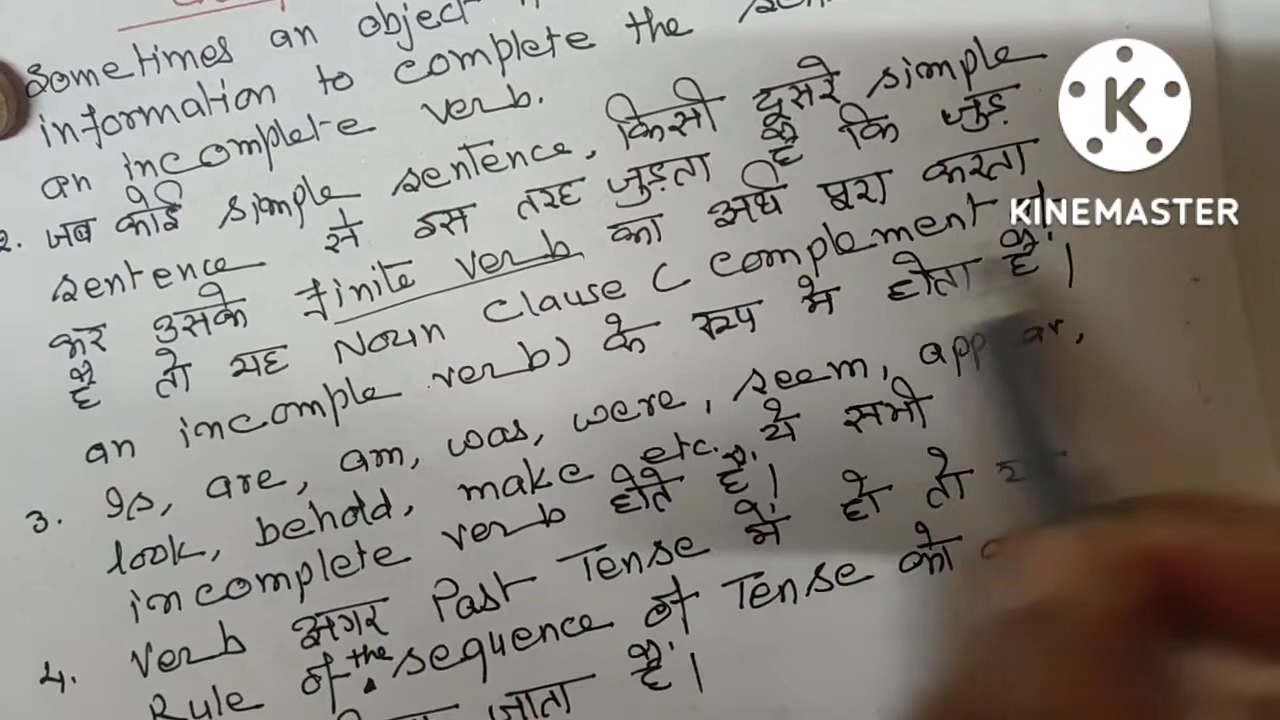 Sometimes an object
information to complete the
an incomplete verb.
2. जब कोई simple sentence, किसी दूसरे simple
sentence से इस तरह जुड़ता है कि जुड़
कर उसके finite verb का अर्थ पूरा करता
है तो यह Noun Clause ( complement of
an incomple verb) के रूप में होता है।
3. Is, are, am, was, were, seem, appear,
look, behold, make etc. ये सभी
incomplete verb होते हैं।
4. Verb अगर Past Tense में हो तो
Rule of the sequence of Tense को
जाता है।
K
KINEMASTER